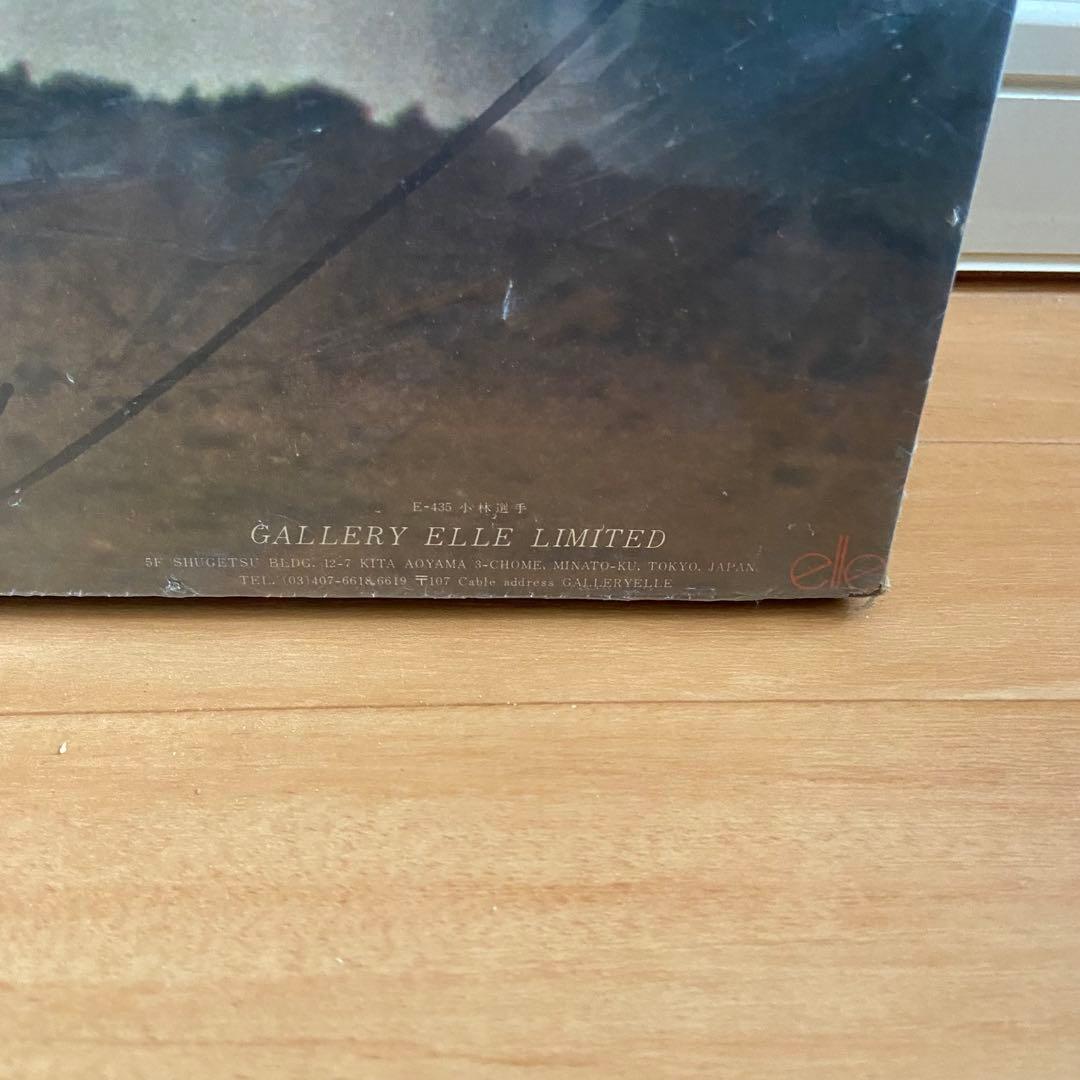 E-435 小林選手
GALLERY ELLE LIMITED
5F SHUGETSU BLDG. 12-7 KITA AOYAMA 3-CHOME, MINATO-KU, TOKYO, JAPAN
TEL. (03)407-6618,6619 〒107 Cable address GALLERYELLE
elle